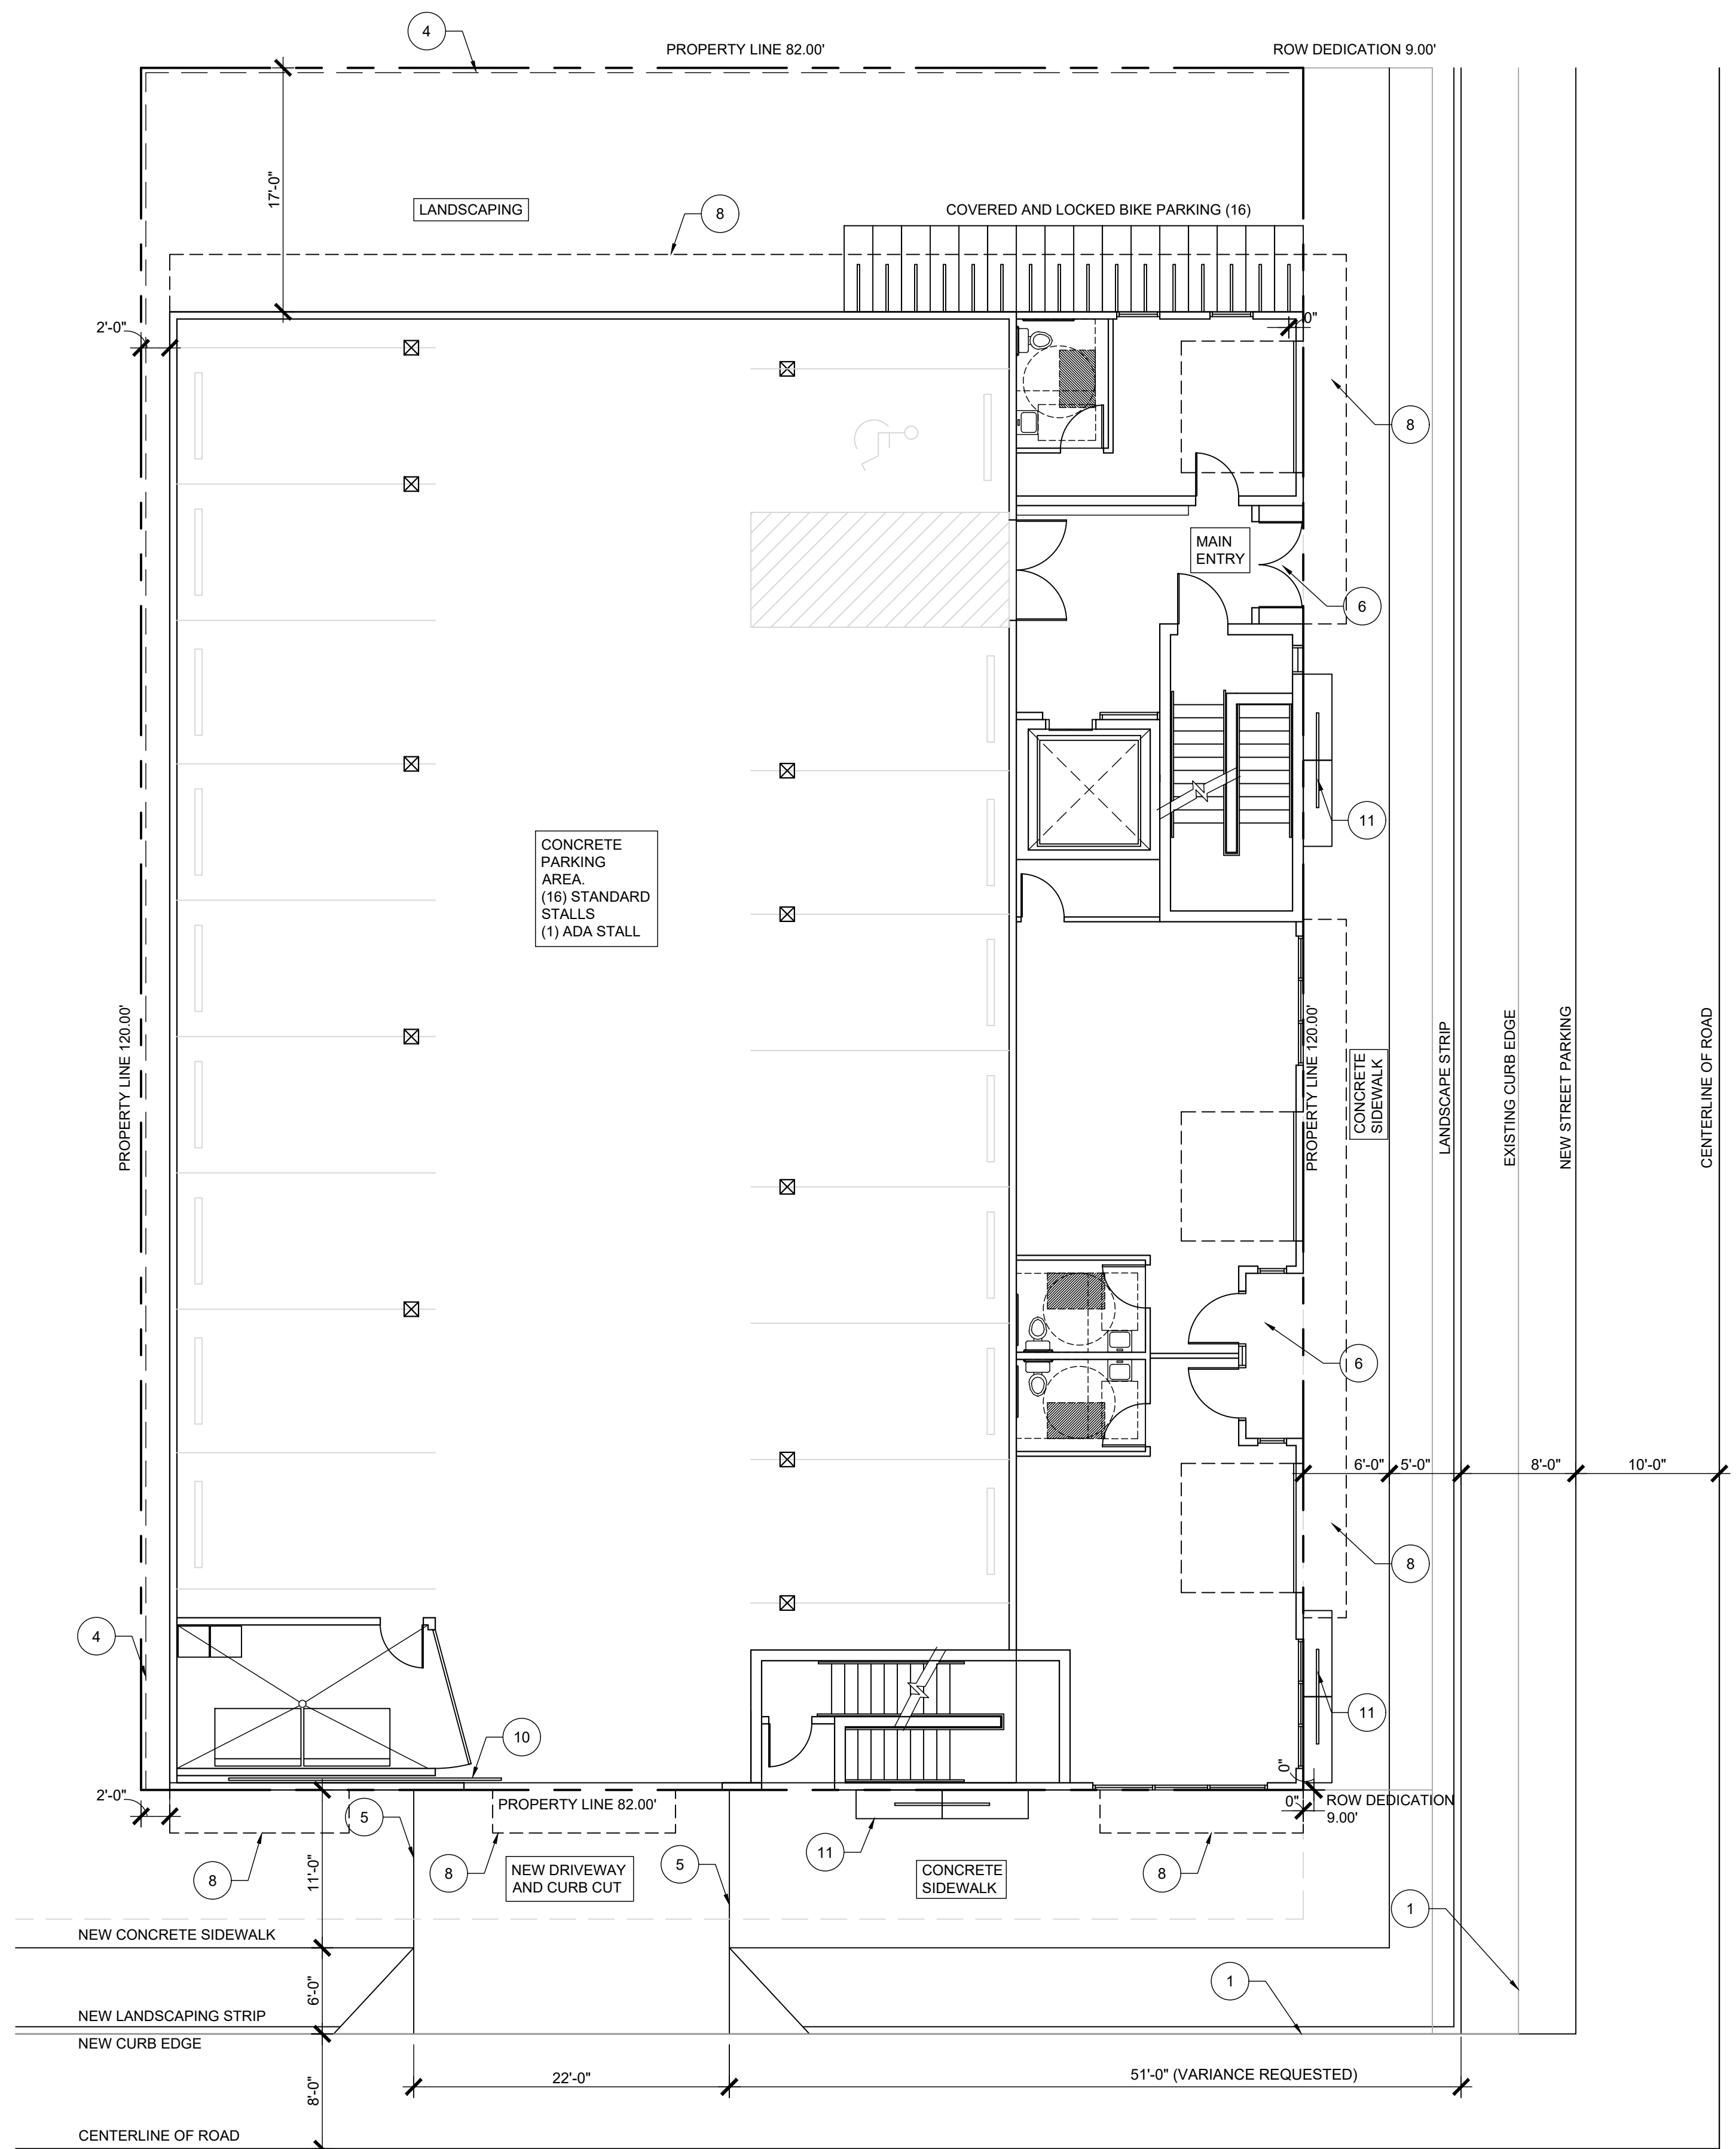 4
PROPERTY LINE 82.00'
ROW DEDICATION 9.00'
17'-0"
LANDSCAPING
8
COVERED AND LOCKED BIKE PARKING (16)
2'-0"
0"
8
MAIN
ENTRY
6
11
CONCRETE
PARKING
AREA.
(16) STANDARD
STALLS
(1) ADA STALL
PROPERTY LINE 120.00'
PROPERTY LINE 120.00'
CONCRETE
SIDEWALK
LANDSCAPE STRIP
EXISTING CURB EDGE
NEW STREET PARKING
CENTERLINE OF ROAD
6
6'-0"
5'-0"
8'-0"
10'-0"
8
4
11
10
2'-0"
5
PROPERTY LINE 82.00'
0"
0"
ROW DEDICATION
9.00'
8
11'-0"
8
NEW DRIVEWAY
AND CURB CUT
5
11
CONCRETE
SIDEWALK
8
1
NEW CONCRETE SIDEWALK
6'-0"
1
NEW LANDSCAPING STRIP
NEW CURB EDGE
8'-0"
22'-0"
51'-0" (VARIANCE REQUESTED)
CENTERLINE OF ROAD